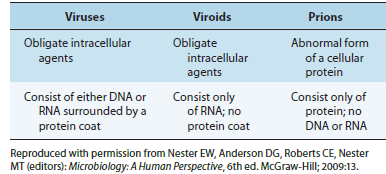 Viruses Viroids Prions
Obligate intracellular Obligate Abnormal form
agents intracellular of a cellular
agents protein
Consist of either DNA or Consist only Consist only of
RNA surrounded by a of RNA; no protein; no
protein coat protein coat DNA or RNA
Reproduced with permission from Nester EW, Anderson DG, Roberts CE, Nester
MT (editors): Microbiology: A Human Perspective, 6th ed. McGraw-Hill; 2009:13.